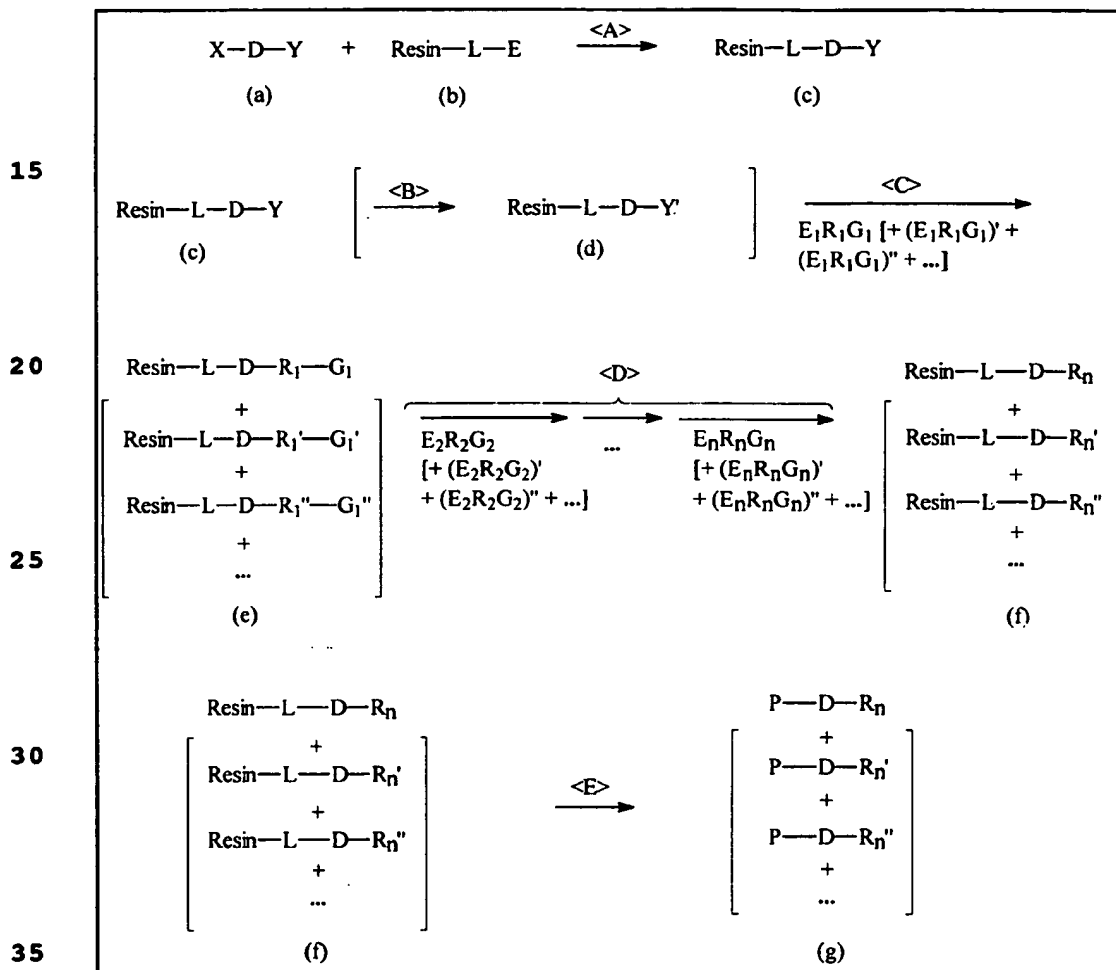 X—D—Y + Resin—L—E <A> Resin—L—D—Y
(a) (b) (c)
15
Resin—L—D—Y <B> Resin—L—D—Y' <C>
(c) (d)
E₁R₁G₁ [+ (E₁R₁G₁)' +
(E₁R₁G₁)'' + ...]
20
Resin—L—D—R₁—G₁
+
Resin—L—D—R₁'—G₁'
+
Resin—L—D—R₁''—G₁''
+
...
(e)
<D>
E₂R₂G₂
[+ (E₂R₂G₂)'
+ (E₂R₂G₂)'' + ...]
...
EₙRₙGₙ
[+ (EₙRₙGₙ)'
+ (EₙRₙGₙ)'' + ...]
Resin—L—D—Rₙ
+
Resin—L—D—Rₙ'
+
Resin—L—D—Rₙ''
+
...
(f)
25
Resin—L—D—Rₙ
+
Resin—L—D—Rₙ'
+
Resin—L—D—Rₙ''
+
...
(f)
30
<E>
P—D—Rₙ
+
P—D—Rₙ'
+
P—D—Rₙ''
+
...
(g)
35